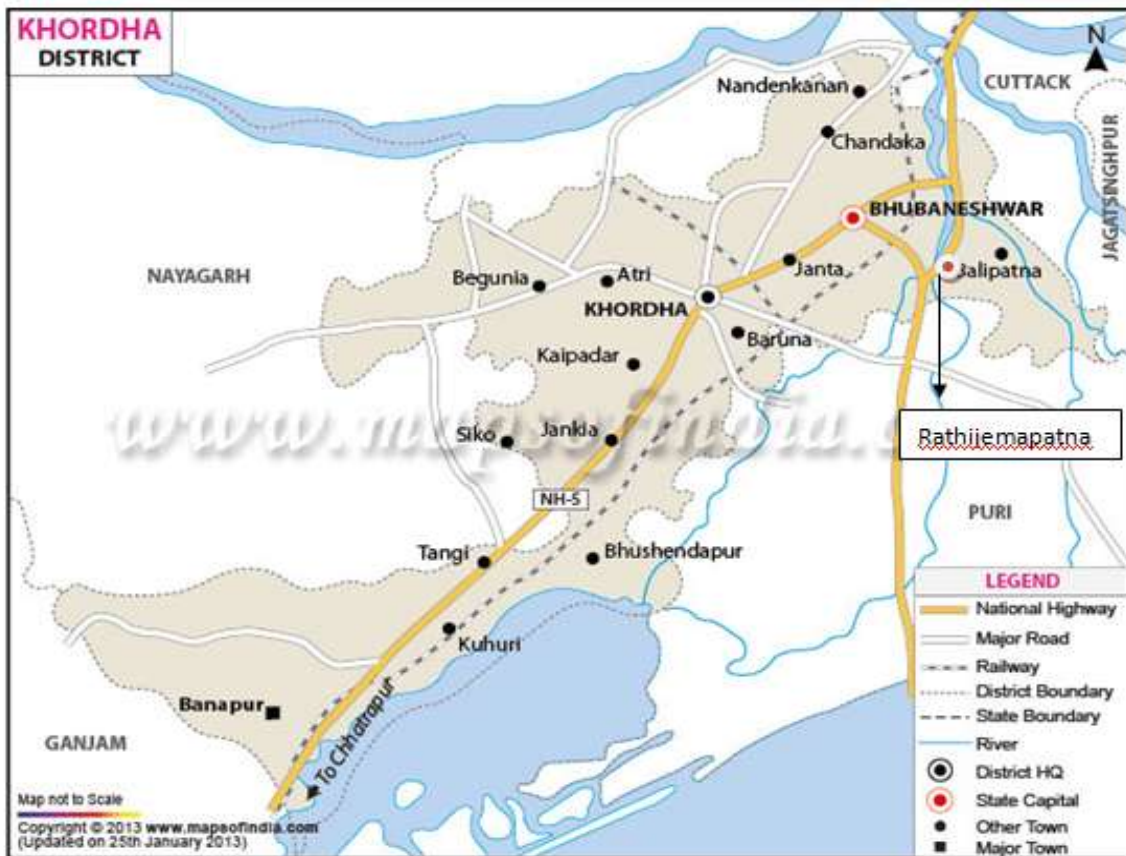 KHORDHA
DISTRICT
N
CUTTACK
JAGATSINGHPUR
Nandenkanan
Chandaka
BHUBANESHWAR
NAYAGARH
Begunia
Atri
Janta
Balipatna
KHORDHA
Baruna
Kaipadar
www.mapsofindia.c
Siko
Jankia
Rathijemapatna
NH-5
PURI
Tangi
Bhushendapur
Kuhuri
Banapur
To Chhatrapur
GANJAM
LEGEND
National Highway
Major Road
Railway
District Boundary
State Boundary
River
District HQ
State Capital
Other Town
Major Town
Map not to Scale
Copyright © 2013 www.mapsofindia.com
(Updated on 25th January 2013)